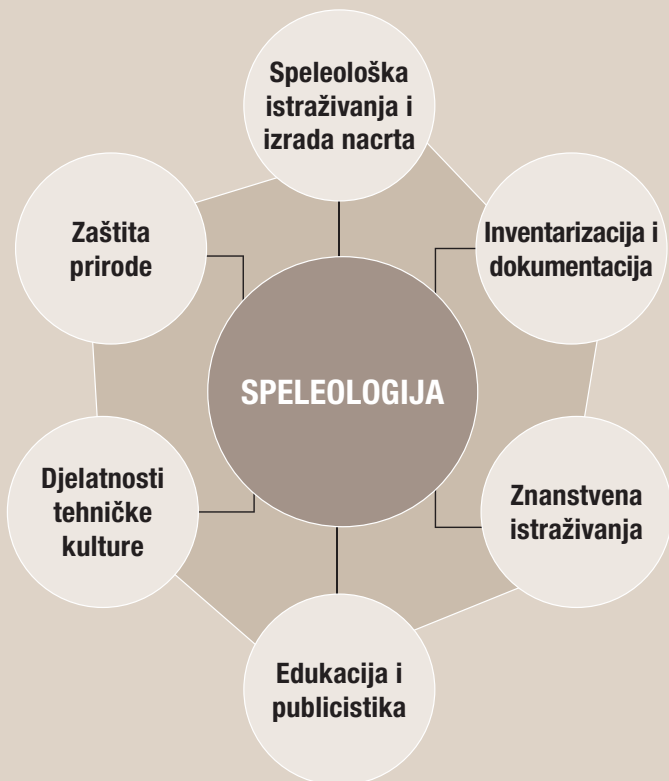 Speleološka
istraživanja i
izrada nacrta
Zaštita
prirode
Inventarizacija i
dokumentacija
SPELEOLOGIJA
Djelatnosti
tehničke
kulture
Znanstvena
istraživanja
Edukacija i
publicistika